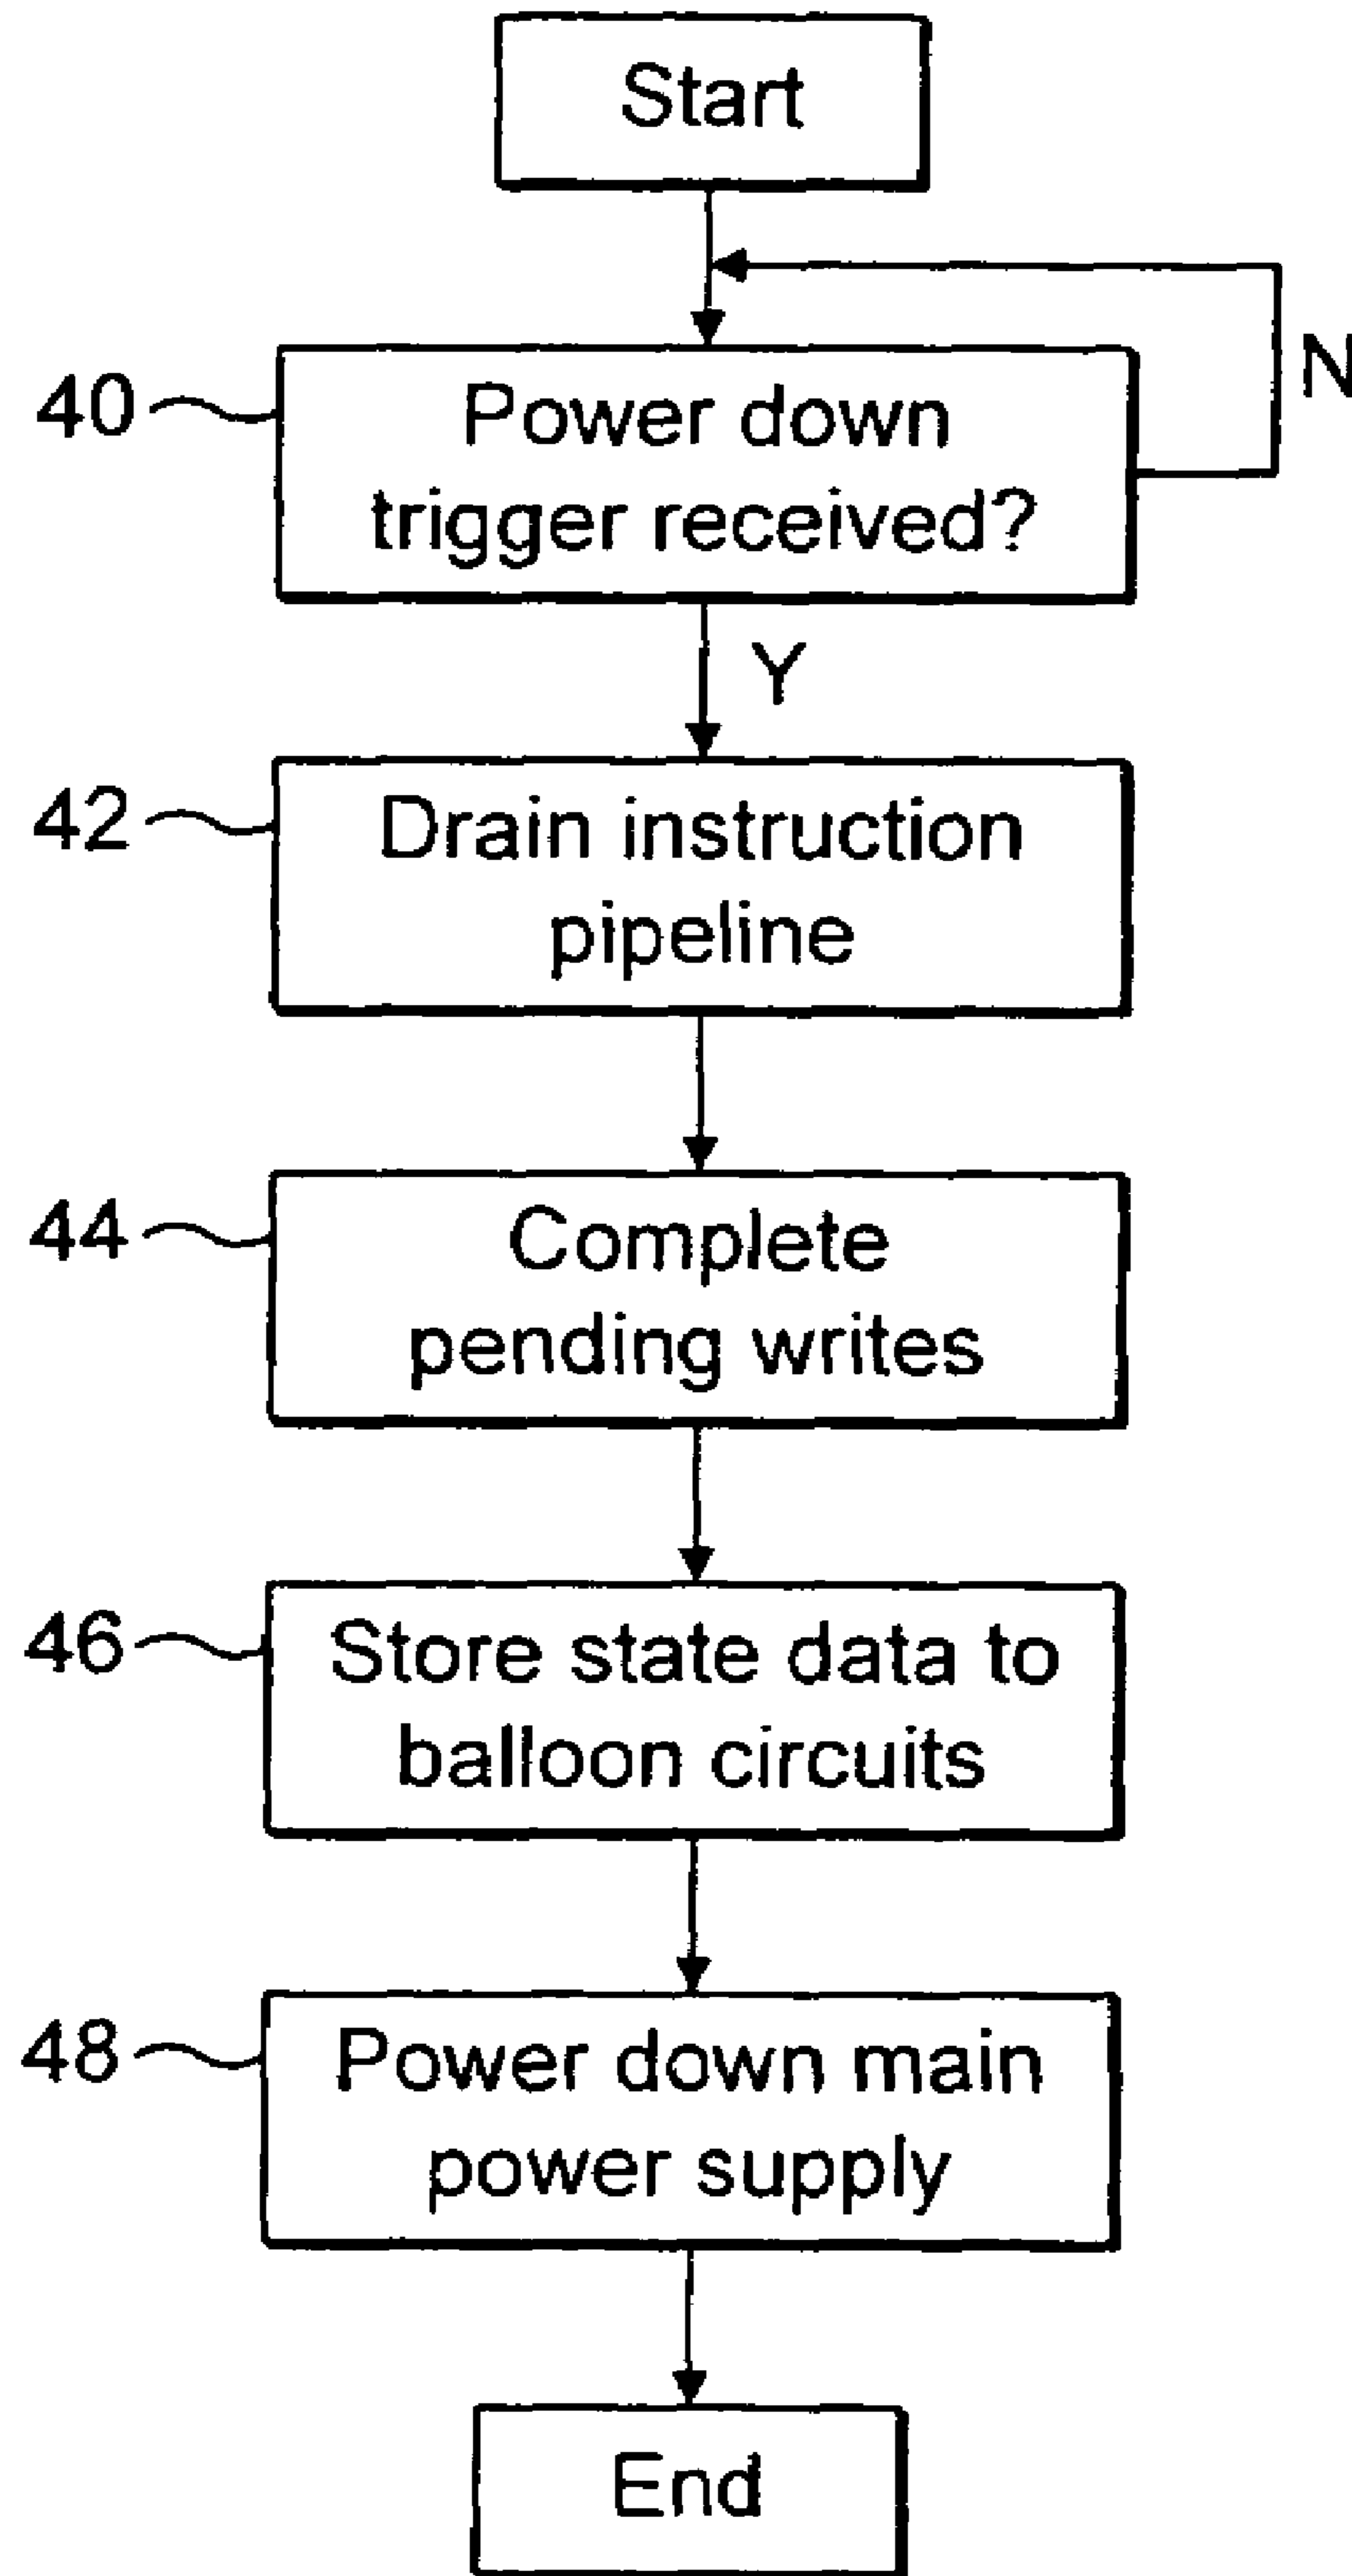 Start
N
40
Power down
trigger received?
Y
42
Drain instruction
pipeline
44
Complete
pending writes
46
Store state data to
balloon circuits
48
Power down main
power supply
End